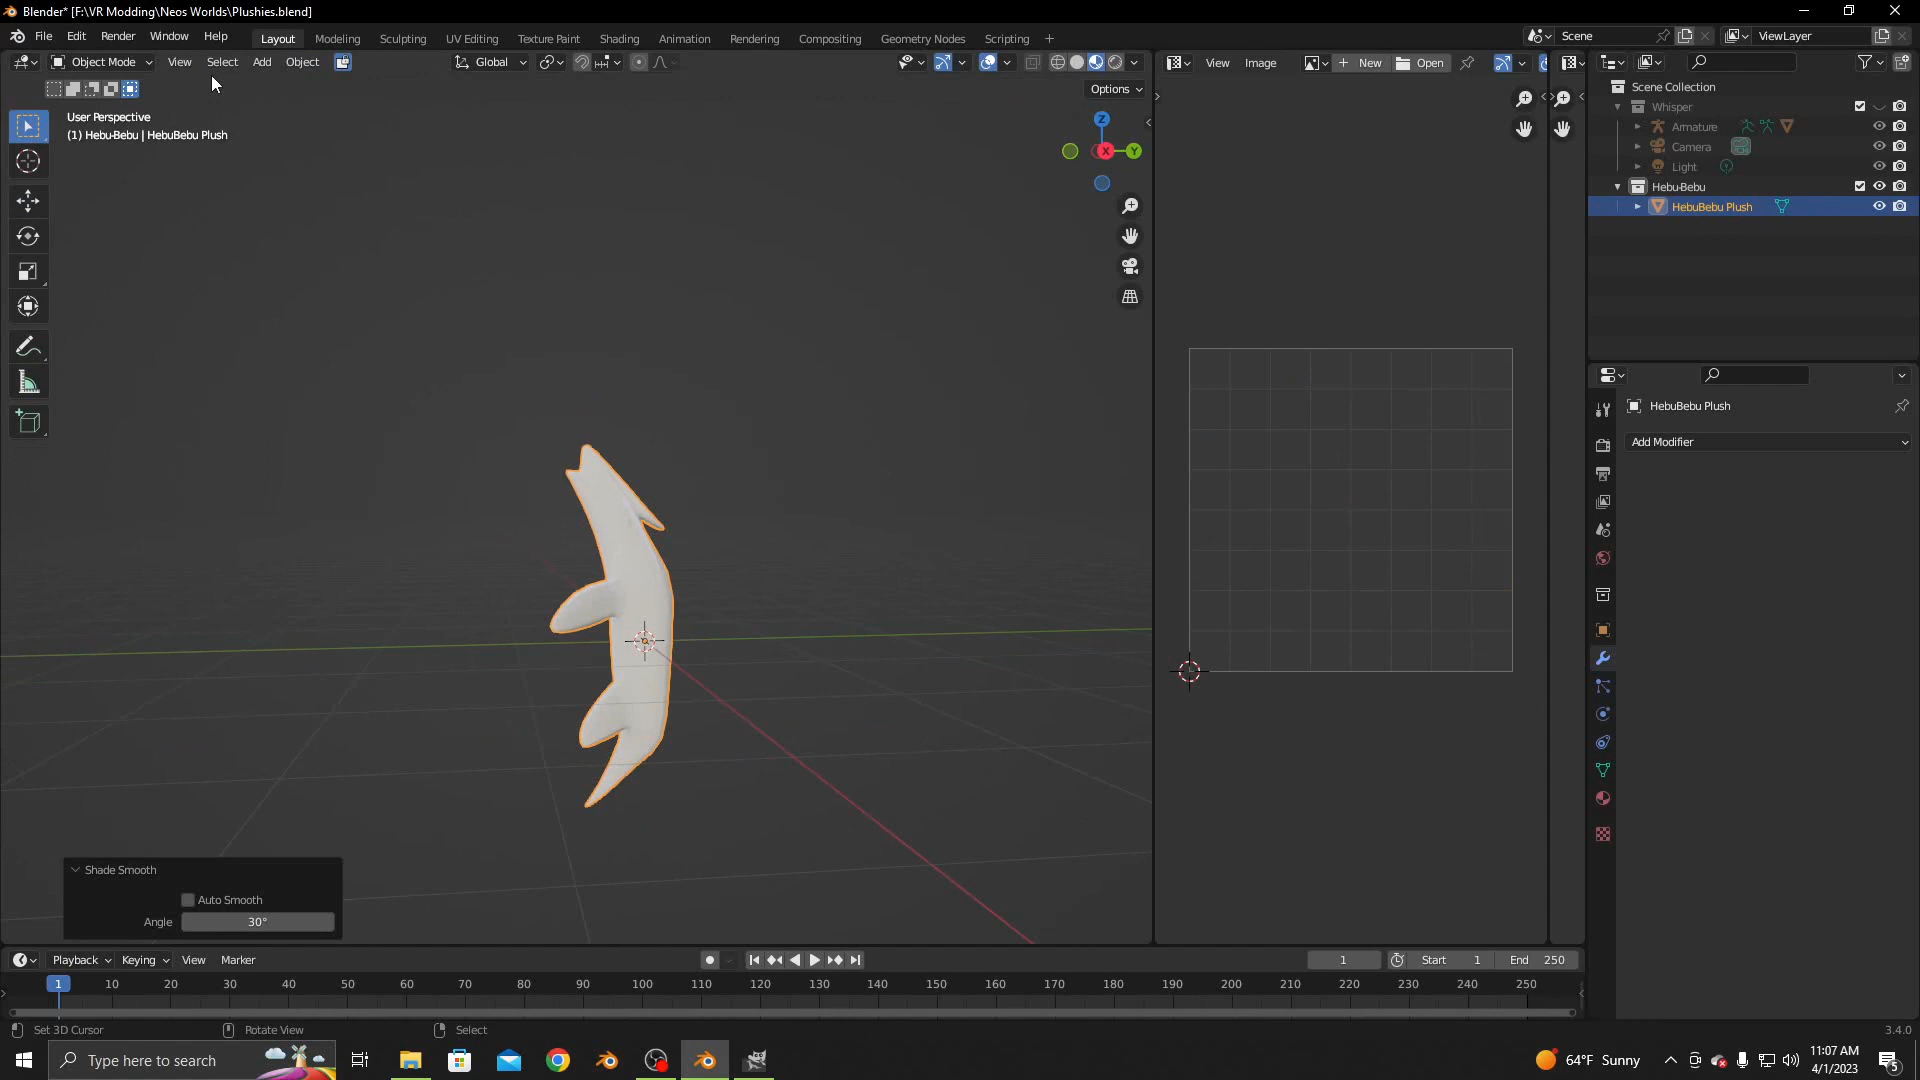 Blender* [F:\VR Modding\Neos Worlds\Plushies.blend]
File Edit Render Window Help Layout Modeling Sculpting UV Editing Texture Paint Shading Animation Rendering Compositing Geometry Nodes Scripting + Scene ViewLayer
Object Mode View Select Add Object Global View Image New Open
Options
User Perspective
(1) Hebu-Bebu | HebuBebu Plush
Z
X
Y
Scene Collection
Whisper
Armature
Camera
Light
Hebu-Bebu
HebuBebu Plush
HebuBebu Plush
Add Modifier
Shade Smooth
Auto Smooth
Angle 30°
Playback Keying View Marker 1 Start 1 End 250
1 10 20 30 40 50 60 70 80 90 100 110 120 130 140 150 160 170 180 190 200 210 220 230 240 250
Set 3D Cursor Rotate View Select 3.4.0
Type here to search 64°F Sunny 11:07 AM
4/1/2023 5